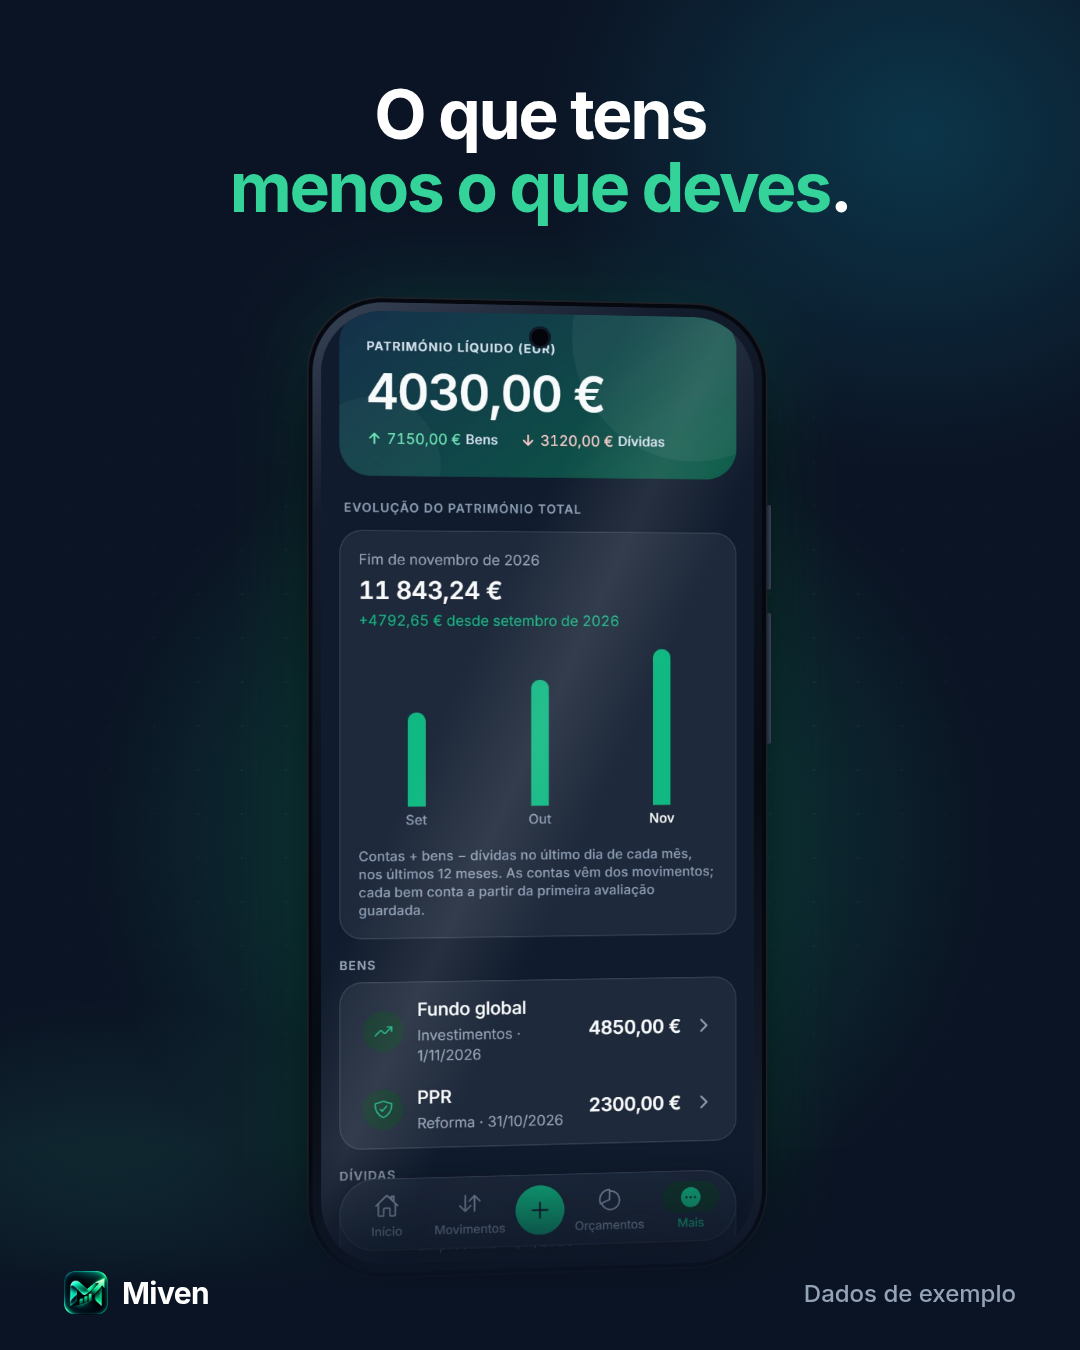 O que tens
menos o que deves.
PATRIMÓNIO LÍQUIDO (EUR)
4030,00 €
↑ 7150,00 € Bens ↓ 3120,00 € Dívidas
EVOLUÇÃO DO PATRIMÓNIO TOTAL
Fim de novembro de 2026
11 843,24 €
+4792,65 € desde setembro de 2026
Set Out Nov
Contas + bens – dívidas no último dia de cada mês,
nos últimos 12 meses. As contas vêm dos movimentos;
cada bem conta a partir da primeira avaliação
guardada.
BENS
Fundo global
Investimentos ·
1/11/2026
4850,00 €
PPR
Reforma · 31/10/2026
2300,00 €
DÍVIDAS
Início Movimentos Orçamentos Mais
Miven
Dados de exemplo